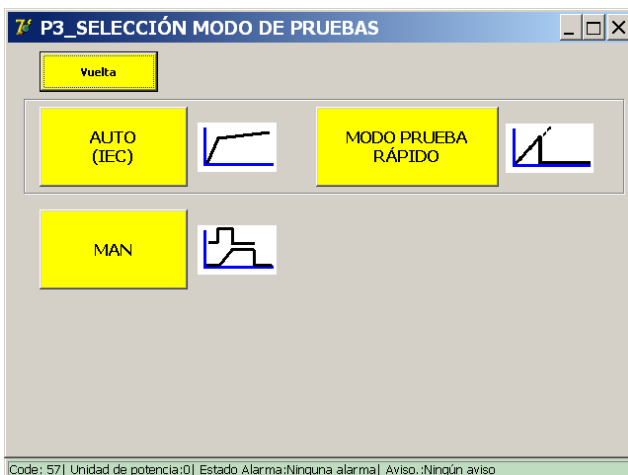 P3_SELECCIÓN MODO DE PRUEBAS
Vuelta
AUTO
(IEC)
MODO PRUEBA
RÁPIDO
MAN
Code: 57| Unidad de potencia:0| Estado Alarma:Ninguna alarma| Aviso.:Ningún aviso